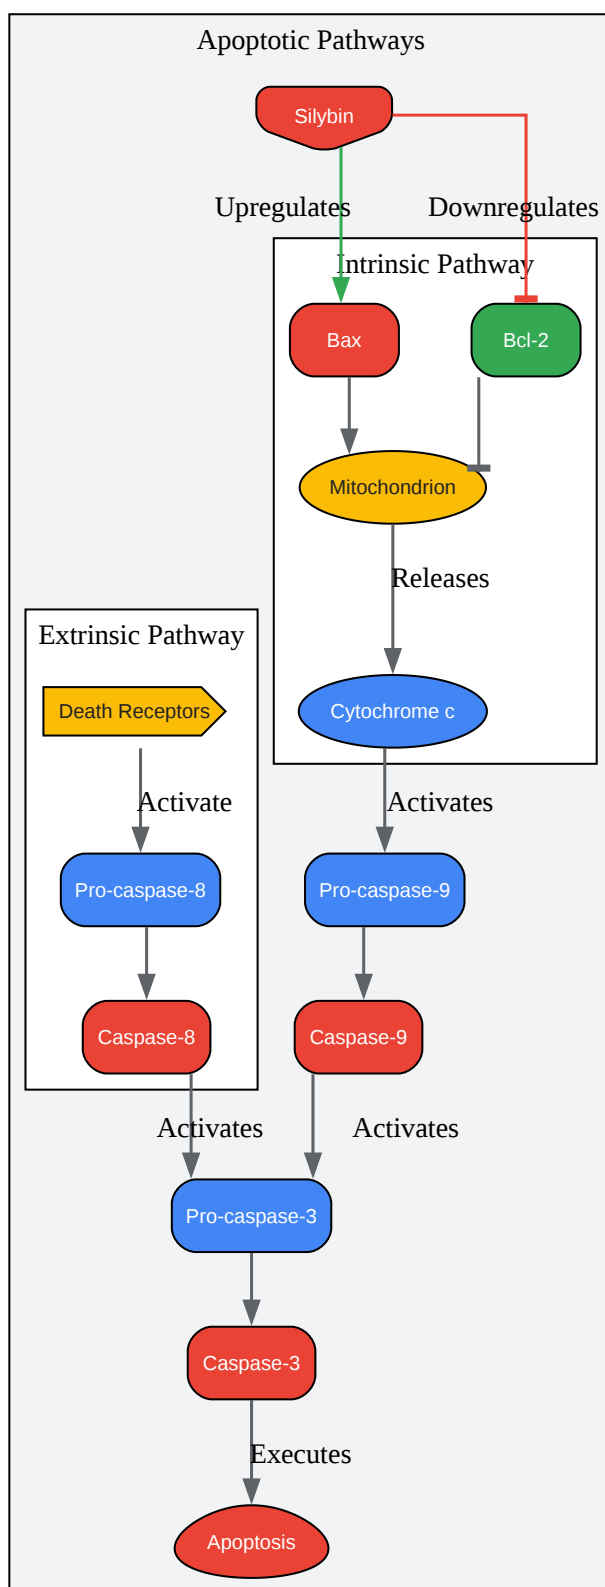 Apoptotic Pathways
Silybin
Upregulates
Downregulates
Intrinsic Pathway
Bax
Bcl-2
Mitochondrion
Releases
Extrinsic Pathway
Death Receptors
Cytochrome c
Activate
Activates
Pro-caspase-8
Pro-caspase-9
Caspase-8
Caspase-9
Activates
Activates
Pro-caspase-3
Caspase-3
Executes
Apoptosis